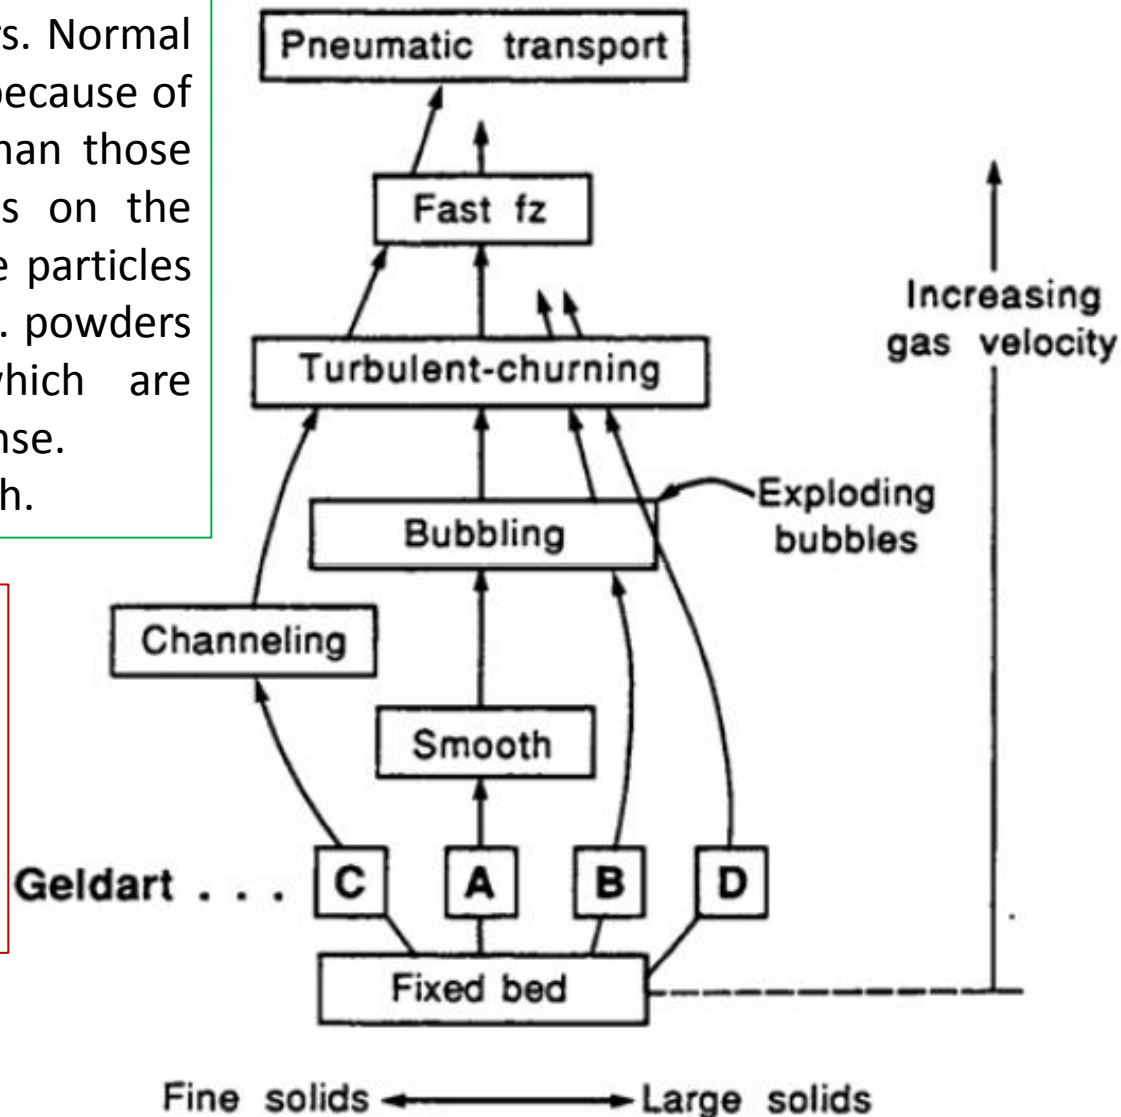 rs. Normal
because of
han those
s on the
e particles
. powders
which are
nse.
h.
Pneumatic transport
Fast fz
Increasing
gas velocity
Turbulent-churning
Exploding
bubbles
Bubbling
Channeling
Smooth
Geldart . . . C A B D
Fixed bed
Fine solids Large solids